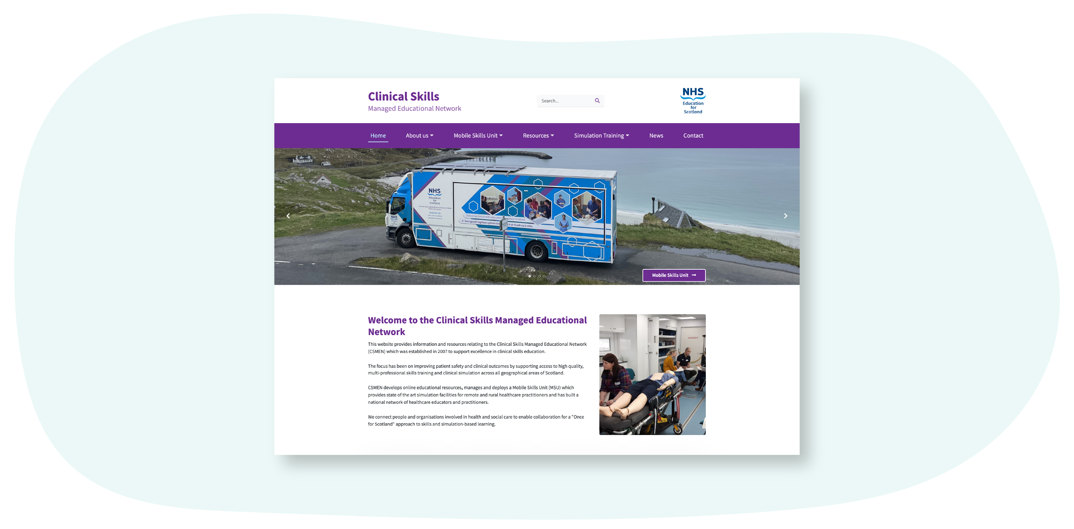 Clinical Skills
Managed Educational Network
Search...
NHS
Education
for
Scotland
Home About us Mobile Skills Unit Resources Simulation Training News Contact
NHS
Education
for
Scotland
Mobile Skills Unit
Welcome to the Clinical Skills Managed Educational
Network
This website provides information and resources relating to the Clinical Skills Managed Educational Network
(CSMEN) which was established in 2007 to support excellence in clinical skills education.
The focus has been on improving patient safety and clinical outcomes by supporting access to high quality,
multi-professional skills training and clinical simulation across all geographical areas of Scotland.
CSMEN develops online educational resources, manages and deploys a Mobile Skills Unit (MSU) which
provides state of the art simulation facilities for remote and rural healthcare practitioners and has built a
national network of healthcare educators and practitioners.
We connect people and organisations involved in health and social care to enable collaboration for a "Once
for Scotland" approach to skills and simulation-based learning.